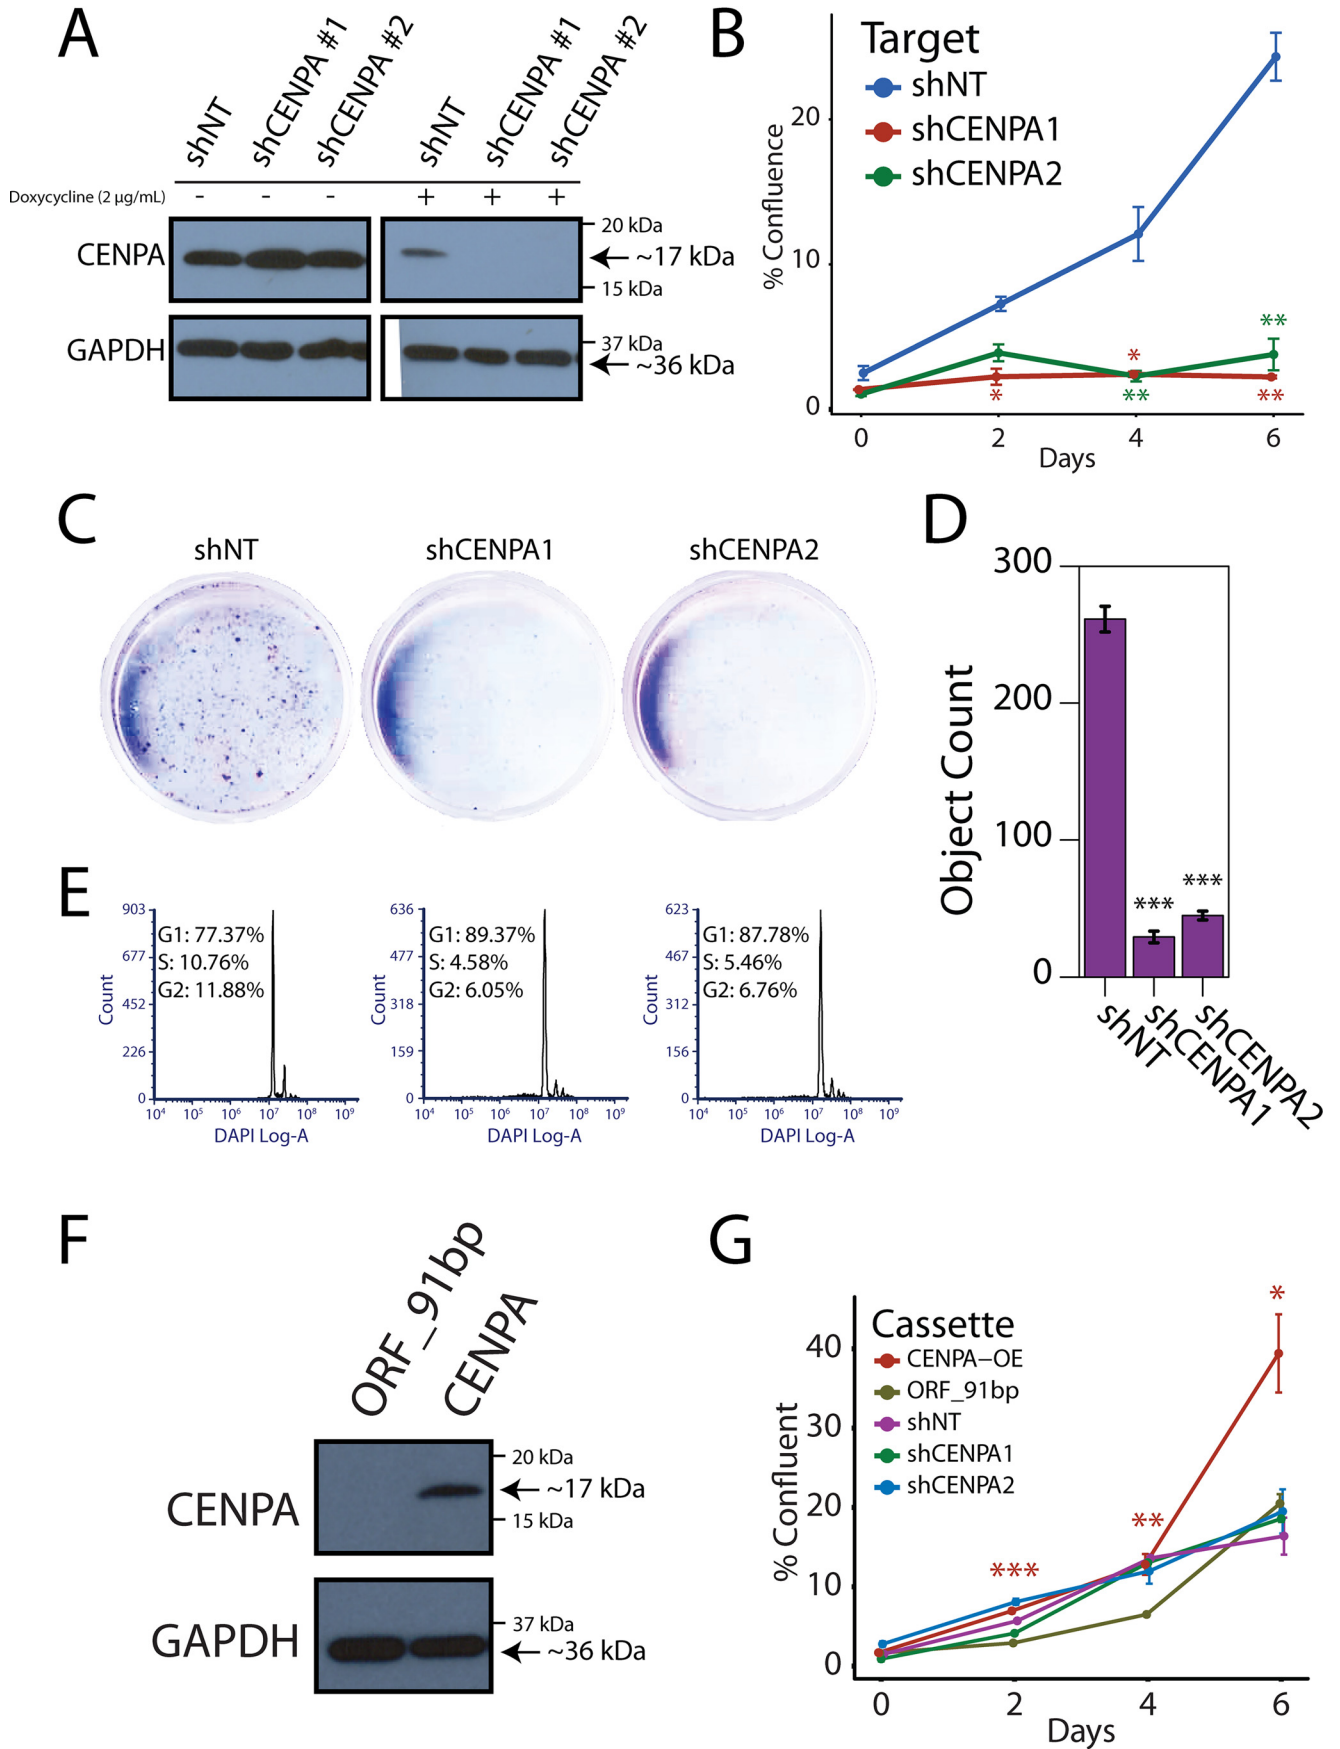 A
shNT
shCENPA #1
shCENPA #2
shNT
shCENPA #1
shCENPA #2
Doxycycline (2 μg/mL)
- - - + + +
CENPA
20 kDa
~17 kDa
15 kDa
GAPDH
37 kDa
~36 kDa
B
Target
shNT
shCENPA1
shCENPA2
% Confluence
20
10
0
*
*
**
**
**
0 2 4 6
Days
C
shNT
shCENPA1
shCENPA2
D
Object Count
300
200
100
0
***
***
shNT
shCENPA1
shCENPA2
E
Count
903
677
452
226
0
G1: 77.37%
S: 10.76%
G2: 11.88%
10⁴ 10⁵ 10⁶ 10⁷ 10⁸ 10⁹
DAPI Log-A
Count
636
477
318
159
0
G1: 89.37%
S: 4.58%
G2: 6.05%
10⁴ 10⁵ 10⁶ 10⁷ 10⁸ 10⁹
DAPI Log-A
Count
623
467
312
156
0
G1: 87.78%
S: 5.46%
G2: 6.76%
10⁴ 10⁵ 10⁶ 10⁷ 10⁸ 10⁹
DAPI Log-A
F
ORF_91bp
CENPA
CENPA
20 kDa
~17 kDa
15 kDa
GAPDH
37 kDa
~36 kDa
G
Cassette
CENPA–OE
ORF_91bp
shNT
shCENPA1
shCENPA2
% Confluent
40
30
20
10
0
***
**
*
0 2 4 6
Days